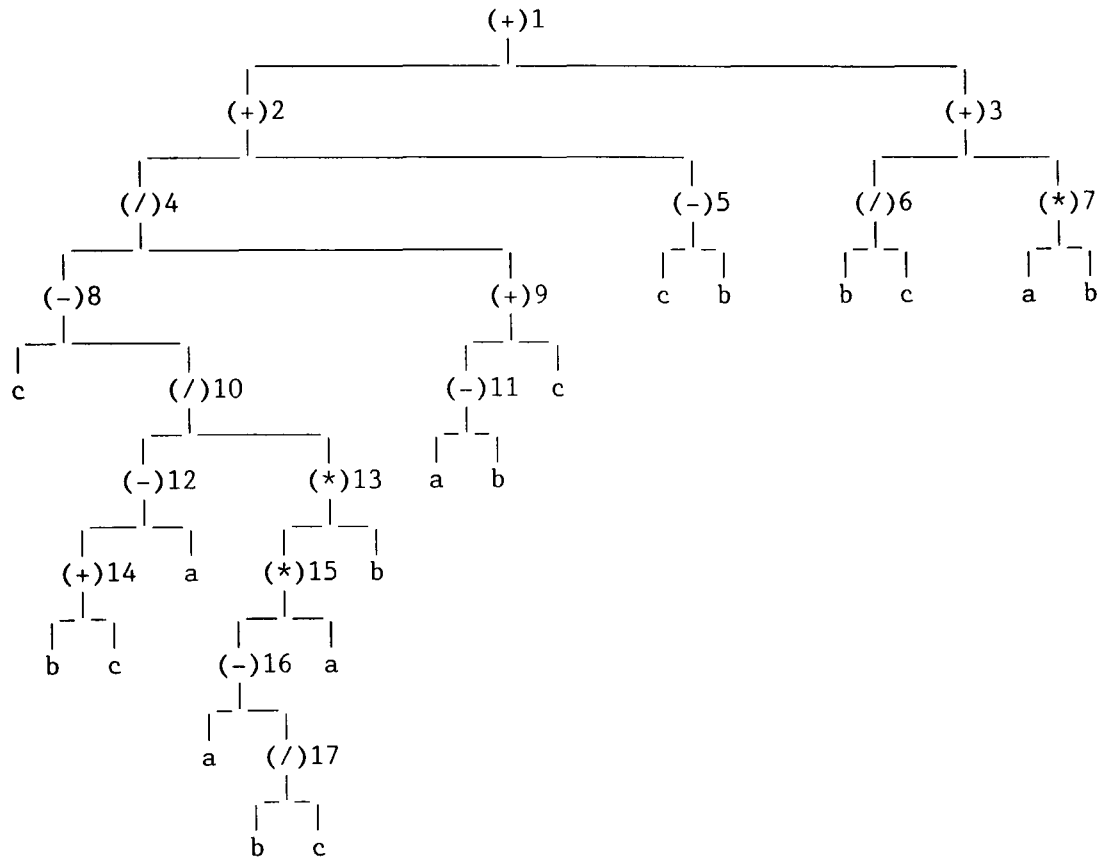 (+)1
(+)2 (+)3
(/)4 (-)5 (/)6 (*)7
(-)8 (+)9 c b b c a b
c (/)10 (-)11 c
(-)12 (*)13 a b
(+)14 a (*)15 b
b c (-)16 a
a (/)17
b c